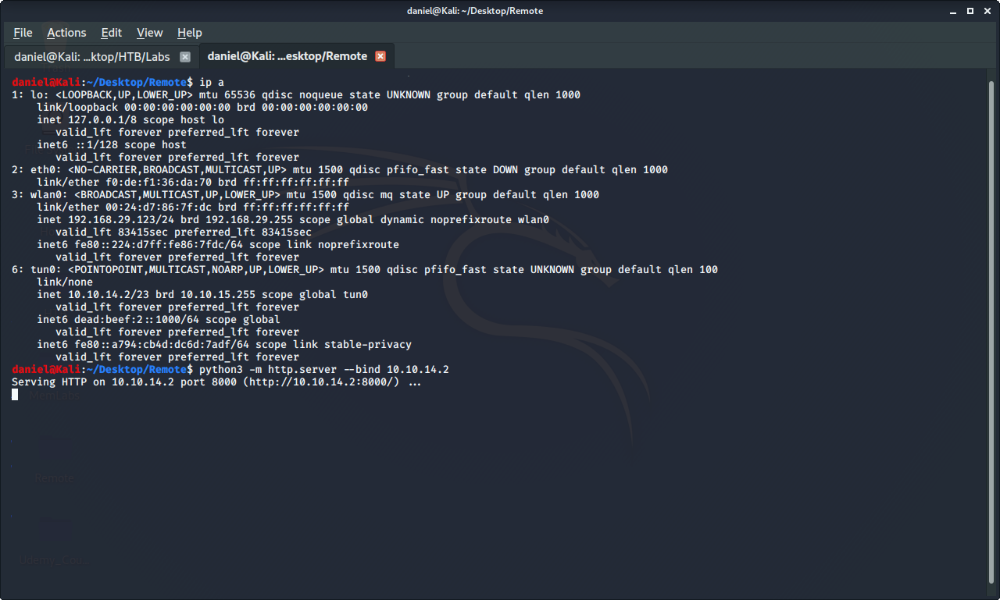 daniel@Kali: ~/Desktop/Remote
File Actions Edit View Help
daniel@Kali: ...ktop/HTB/Labs daniel@Kali: ...esktop/Remote
daniel@Kali:~/Desktop/Remote$ ip a
1: lo: <LOOPBACK,UP,LOWER_UP> mtu 65536 qdisc noqueue state UNKNOWN group default qlen 1000
link/loopback 00:00:00:00:00:00 brd 00:00:00:00:00:00
inet 127.0.0.1/8 scope host lo
valid_lft forever preferred_lft forever
inet6 ::1/128 scope host
valid_lft forever preferred_lft forever
2: eth0: <NO-CARRIER,BROADCAST,MULTICAST,UP> mtu 1500 qdisc pfifo_fast state DOWN group default qlen 1000
link/ether f0:de:f1:36:da:70 brd ff:ff:ff:ff:ff:ff
3: wlan0: <BROADCAST,MULTICAST,UP,LOWER_UP> mtu 1500 qdisc mq state UP group default qlen 1000
link/ether 00:24:d7:86:7f:dc brd ff:ff:ff:ff:ff:ff
inet 192.168.29.123/24 brd 192.168.29.255 scope global dynamic noprefixroute wlan0
valid_lft 83415sec preferred_lft 83415sec
inet6 fe80::224:d7ff:fe86:7fdc/64 scope link noprefixroute
valid_lft forever preferred_lft forever
6: tun0: <POINTOPOINT,MULTICAST,NOARP,UP,LOWER_UP> mtu 1500 qdisc pfifo_fast state UNKNOWN group default qlen 100
link/none
inet 10.10.14.2/23 brd 10.10.15.255 scope global tun0
valid_lft forever preferred_lft forever
inet6 dead:beef:2::1000/64 scope global
valid_lft forever preferred_lft forever
inet6 fe80::a794:cb4d:dc6d:7adf/64 scope link stable-privacy
valid_lft forever preferred_lft forever
daniel@Kali:~/Desktop/Remote$ python3 -m http.server --bind 10.10.14.2
Serving HTTP on 10.10.14.2 port 8000 (http://10.10.14.2:8000/) ...
MemLabs
Remote
Udemy_Cou...